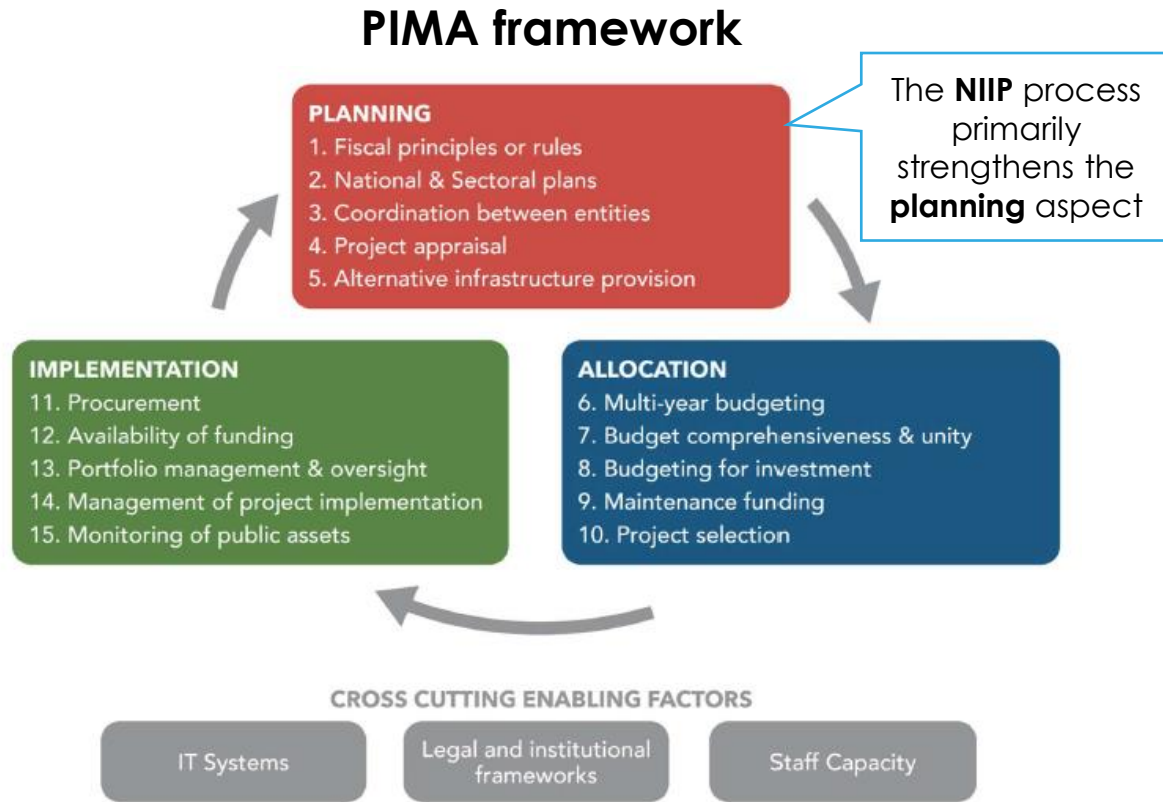 PIMA framework
PLANNING
1. Fiscal principles or rules
2. National & Sectoral plans
3. Coordination between entities
4. Project appraisal
5. Alternative infrastructure provision
The NIIP process
primarily
strengthens the
planning aspect
IMPLEMENTATION
11. Procurement
12. Availability of funding
13. Portfolio management & oversight
14. Management of project implementation
15. Monitoring of public assets
ALLOCATION
6. Multi-year budgeting
7. Budget comprehensiveness & unity
8. Budgeting for investment
9. Maintenance funding
10. Project selection
CROSS CUTTING ENABLING FACTORS
IT Systems
Legal and institutional
frameworks
Staff Capacity